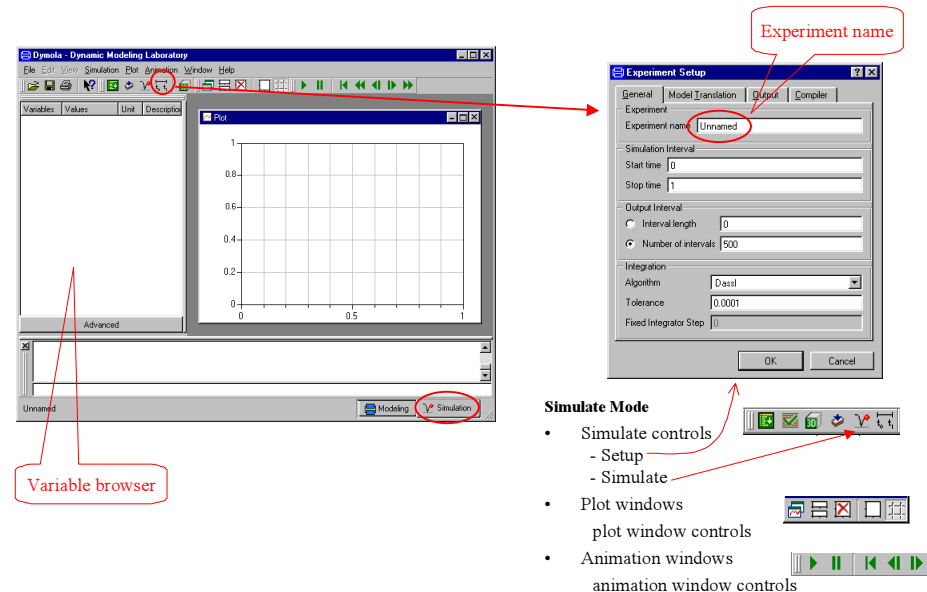 Experiment name
Dymola - Dynamic Modeling Laboratory
File Edit View Simulation Plot Animation Window Help
Variables Values Unit Description
Plot
1
0.8
0.6
0.4
0.2
0
0 0.5 1
Advanced
Unnamed
Modeling Simulation
Variable browser
Experiment Setup
General Model Translation Output Compiler
Experiment
Experiment name Unnamed
Simulation Interval
Start time 0
Stop time 1
Output Interval
Interval length 0
Number of intervals 500
Integration
Algorithm Dassl
Tolerance 0.0001
Fixed Integrator Step 0
OK Cancel
Simulate Mode
• Simulate controls
- Setup
- Simulate
• Plot windows
plot window controls
• Animation windows
animation window controls